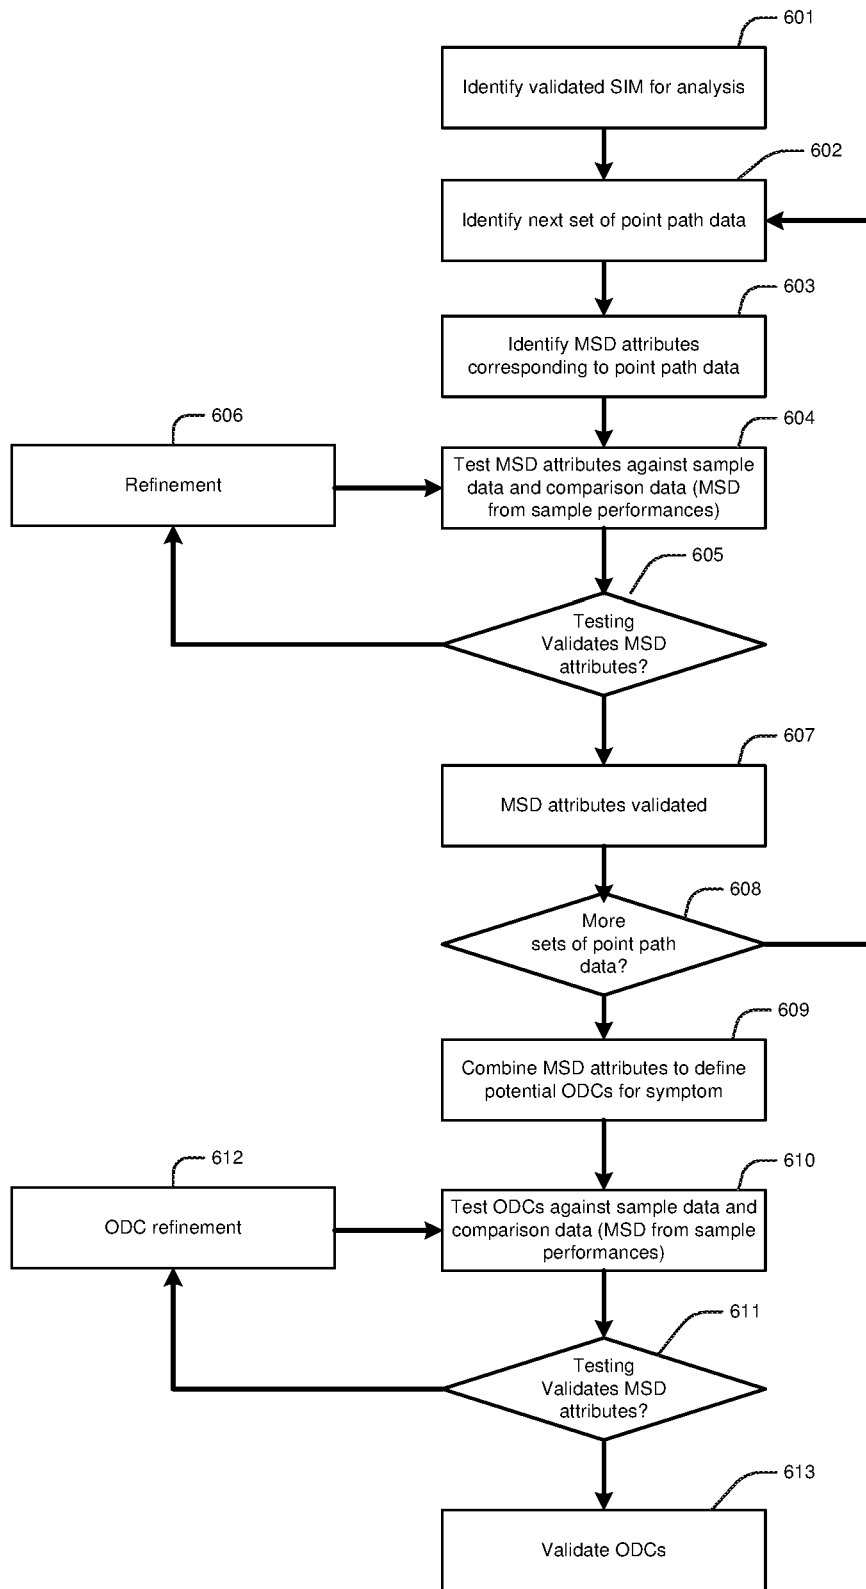 601
Identify validated SIM for analysis
602
Identify next set of point path data
603
Identify MSD attributes
corresponding to point path data
606
Refinement
604
Test MSD attributes against sample
data and comparison data (MSD
from sample performances)
605
Testing
Validates MSD
attributes?
607
MSD attributes validated
608
More
sets of point path
data?
609
Combine MSD attributes to define
potential ODCs for symptom
612
ODC refinement
610
Test ODCs against sample data and
comparison data (MSD from sample
performances)
611
Testing
Validates MSD
attributes?
613
Validate ODCs